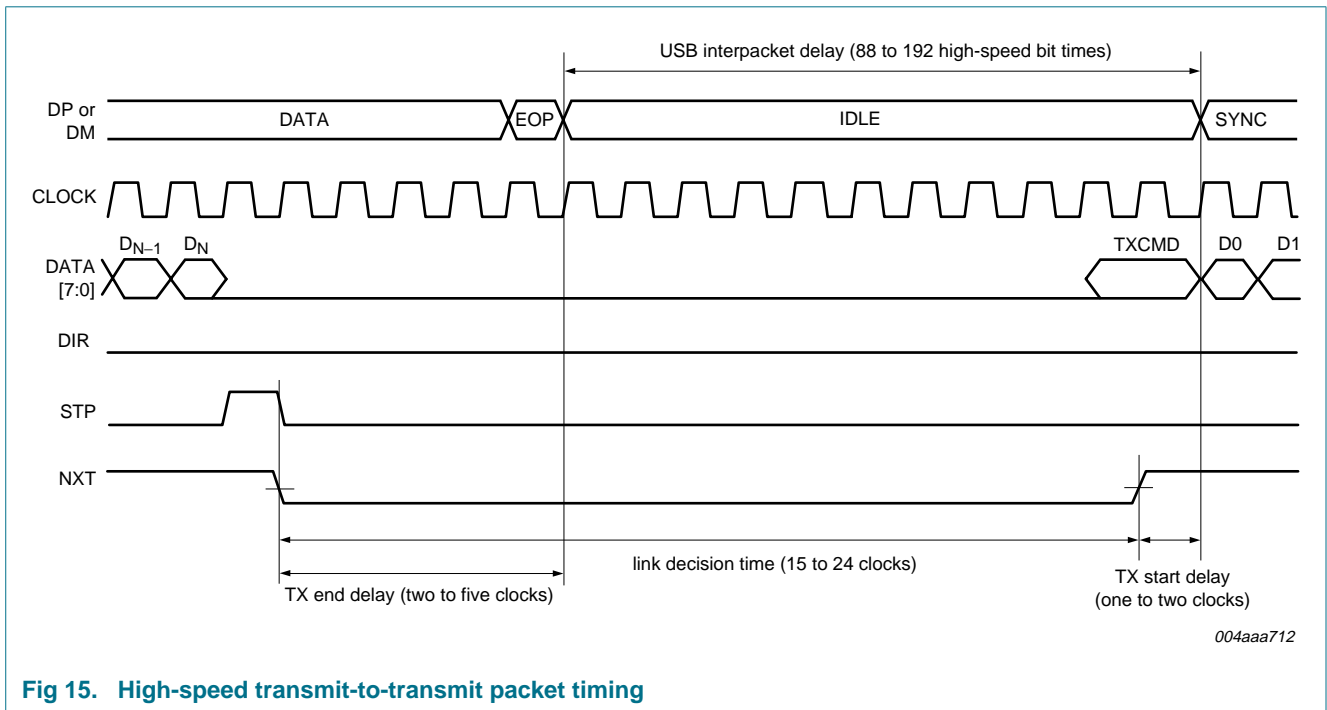 USB interpacket delay (88 to 192 high-speed bit times)
DP or
DM
DATA
EOP
IDLE
SYNC
CLOCK
DATA
[7:0]
DN–1
DN
TXCMD
D0
D1
DIR
STP
NXT
link decision time (15 to 24 clocks)
TX end delay (two to five clocks)
TX start delay
(one to two clocks)
004aaa712
Fig 15. High-speed transmit-to-transmit packet timing